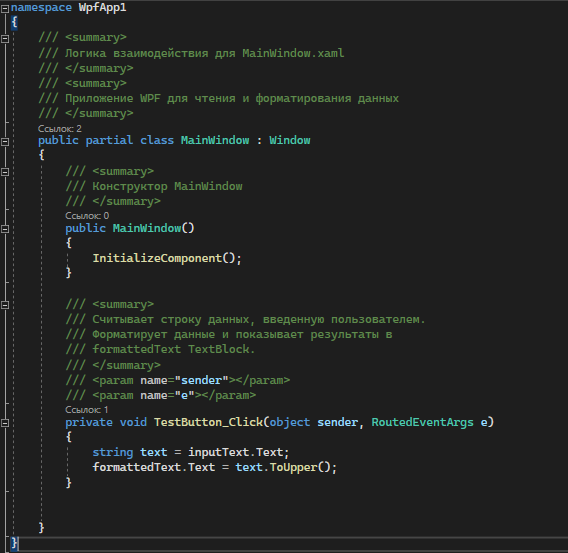 namespace WpfApp1
{
/// <summary>
/// Логика взаимодействия для MainWindow.xaml
/// </summary>
/// <summary>
/// Приложение WPF для чтения и форматирования данных
/// </summary>
Ссылок: 2
public partial class MainWindow : Window
{
/// <summary>
/// Конструктор MainWindow
/// </summary>
Ссылок: 0
public MainWindow()
{
InitializeComponent();
}
/// <summary>
/// Считывает строку данных, введенную пользователем.
/// Форматирует данные и показывает результаты в
/// formattedText TextBlock.
/// </summary>
/// <param name="sender"></param>
/// <param name="e"></param>
Ссылок: 1
private void TestButton_Click(object sender, RoutedEventArgs e)
{
string text = inputText.Text;
formattedText.Text = text.ToUpper();
}
}
}